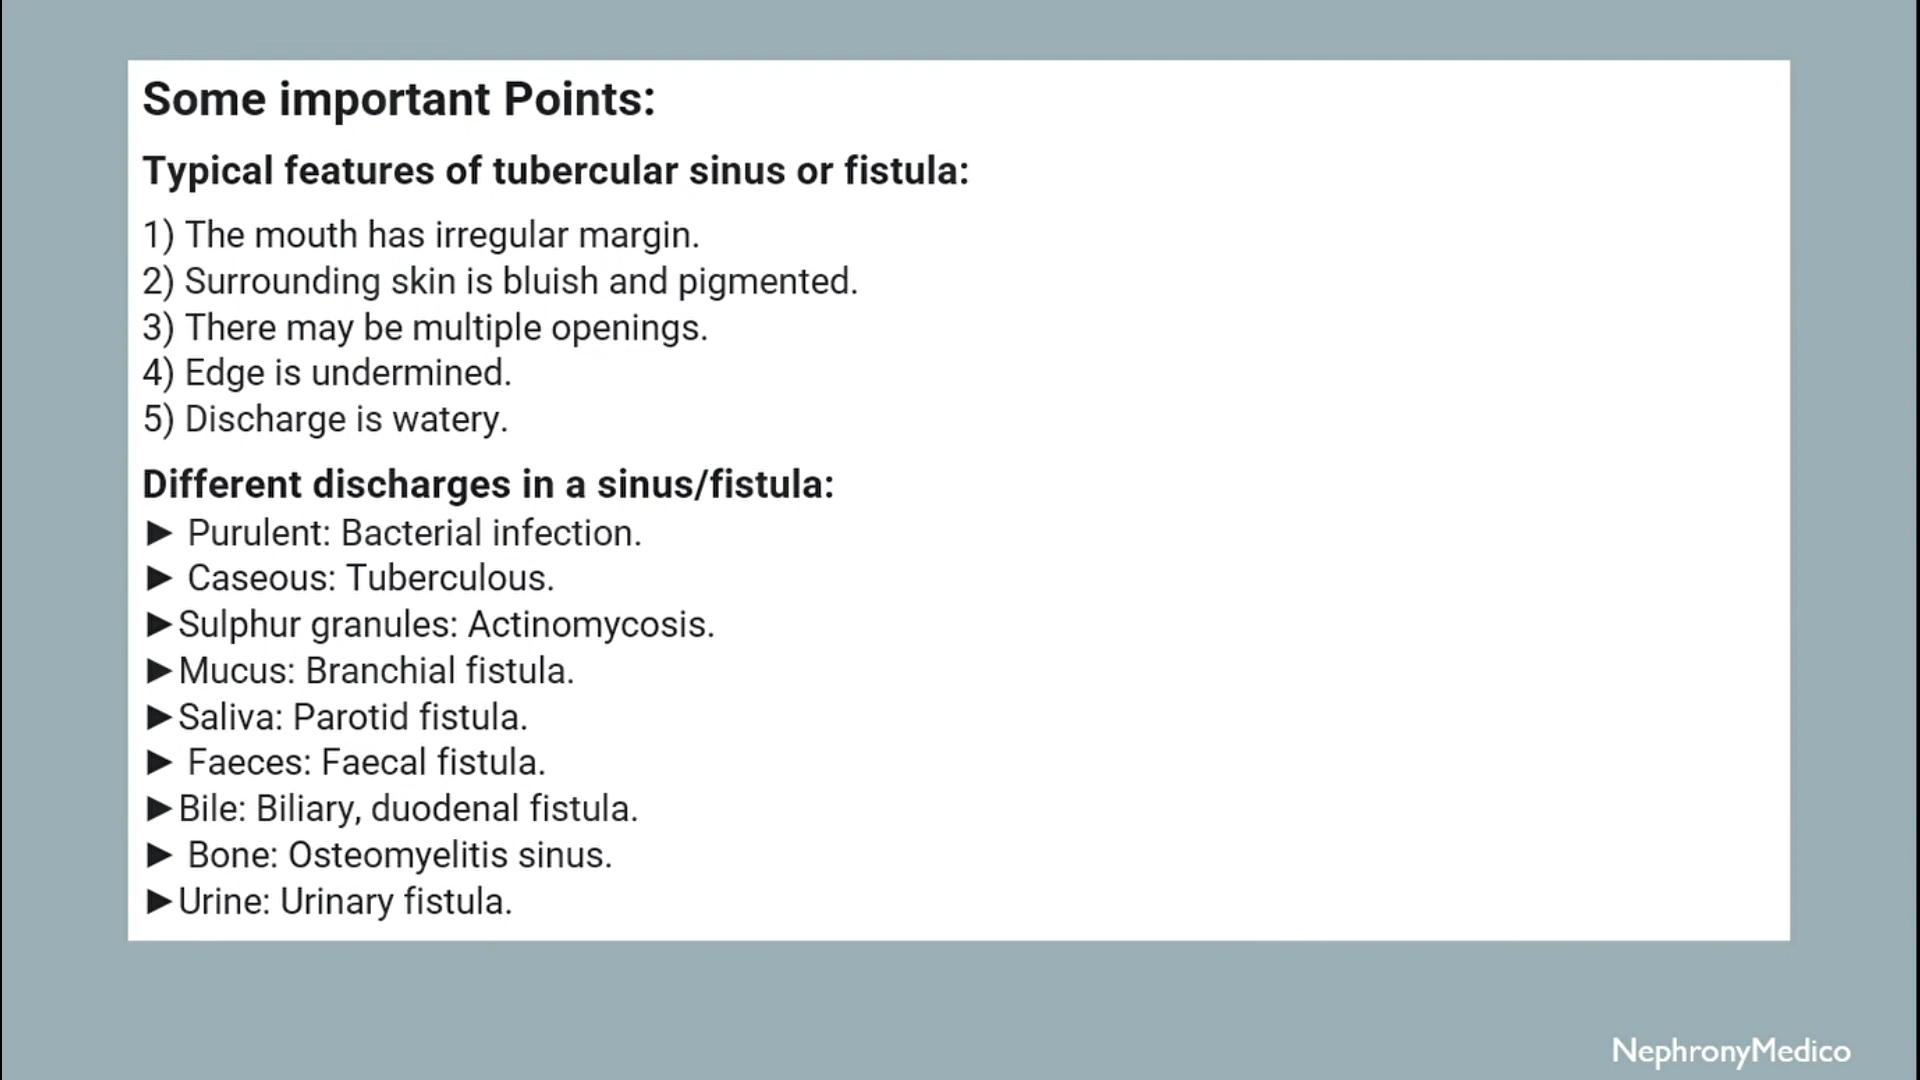 Some important Points:
Typical features of tubercular sinus or fistula:
1) The mouth has irregular margin.
2) Surrounding skin is bluish and pigmented.
3) There may be multiple openings.
4) Edge is undermined.
5) Discharge is watery.
Different discharges in a sinus/fistula:
► Purulent: Bacterial infection.
► Caseous: Tuberculous.
►Sulphur granules: Actinomycosis.
►Mucus: Branchial fistula.
►Saliva: Parotid fistula.
► Faeces: Faecal fistula.
►Bile: Biliary, duodenal fistula.
► Bone: Osteomyelitis sinus.
►Urine: Urinary fistula.
NephronyMedico